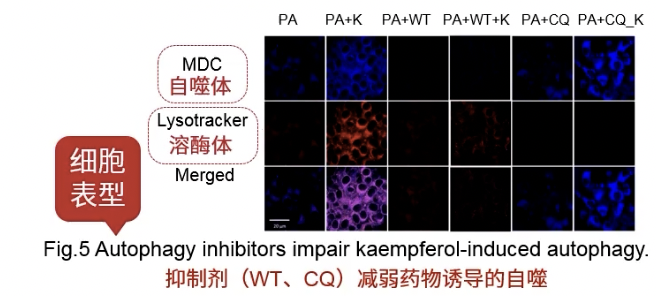 PA PA+K PA+WT PA+WT+K PA+CQ PA+CQ_K
MDC
自噬体
Lysotracker
溶酶体
Merged
细胞
表型
20 μm
Fig.5 Autophagy inhibitors impair kaempferol-induced autophagy.
抑制剂（WT、CQ）减弱药物诱导的自噬